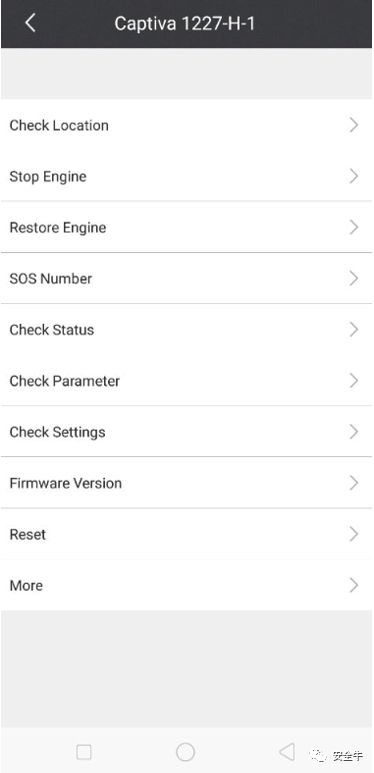 Captiva 1227-H-1
Check Location
Stop Engine
Restore Engine
SOS Number
Check Status
Check Parameter
Check Settings
Firmware Version
Reset
More
安全牛